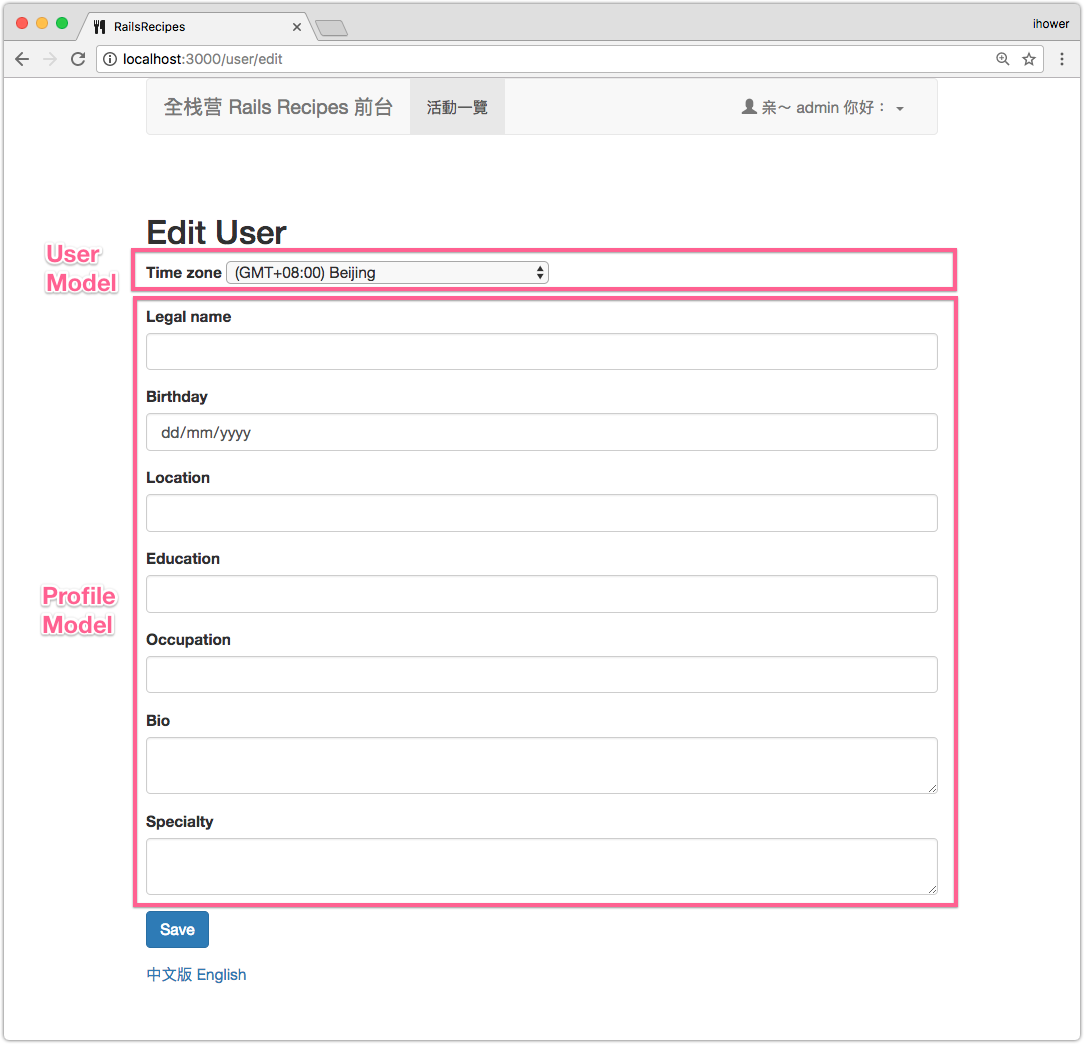 RailsRecipes
ihower
localhost:3000/user/edit
全栈营 Rails Recipes 前台
活動一覽
亲～ admin 你好：
Edit User
User
Model
Time zone (GMT+08:00) Beijing
Legal name
Birthday
dd/mm/yyyy
Location
Education
Profile
Model
Occupation
Bio
Specialty
Save
中文版 English